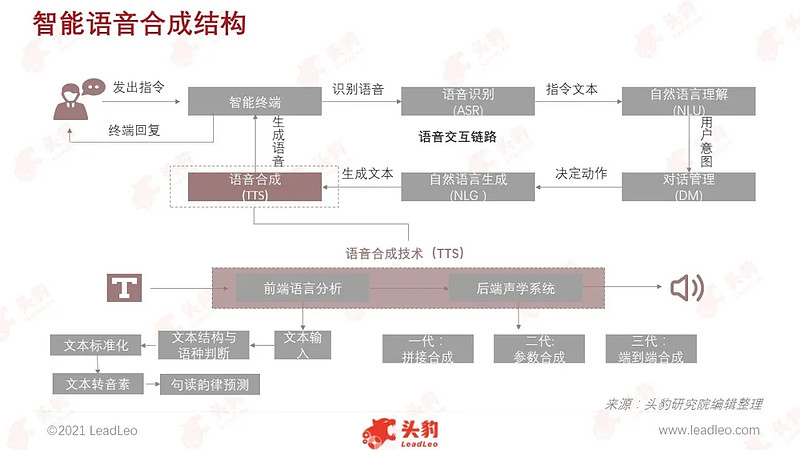 智能语音合成结构
发出指令
终端回复
智能终端
识别语音
语音识别
(ASR)
指令文本
自然语言理解
(NLU)
生成语音
语音交互链路
用户意图
语音合成
(TTS)
生成文本
自然语言生成
(NLG )
决定动作
对话管理
(DM)
语音合成技术（TTS）
T
前端语言分析
后端声学系统
文本标准化
文本结构与
语种判断
文本输
入
一代：
拼接合成
二代:
参数合成
三代：
端到端合成
文本转音素
句读韵律预测
来源：头豹研究院编辑整理
©2021 LeadLeo
头豹
LeadLeo
www.leadleo.com